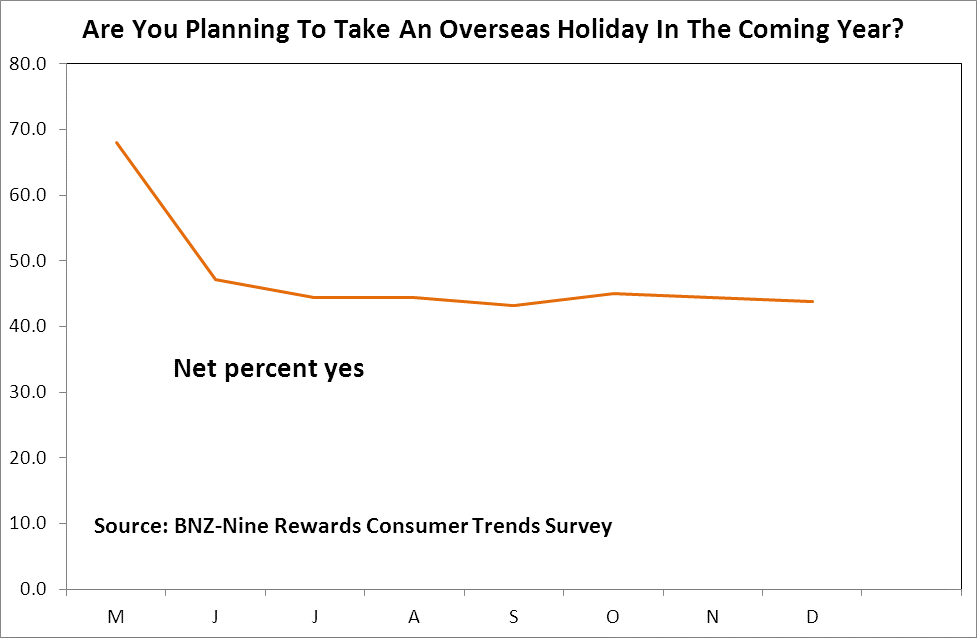 Are You Planning To Take An Overseas Holiday In The Coming Year?
80.0
70.0
60.0
50.0
40.0
30.0
20.0
10.0
0.0
Net percent yes
Source: BNZ-Nine Rewards Consumer Trends Survey
M J J A S O N D